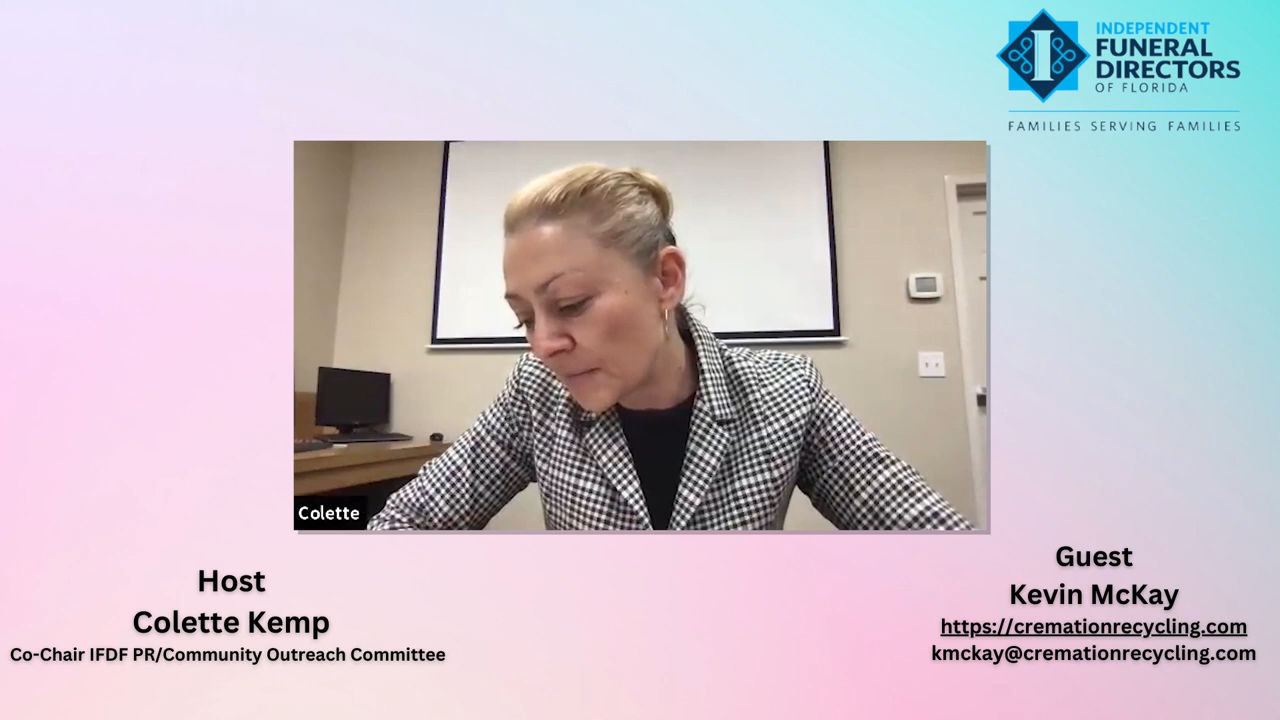 INDEPENDENT
FUNERAL
DIRECTORS
OF FLORIDA
FAMILIES SERVING FAMILIES
Colette
Host
Colette Kemp
Co-Chair IFDF PR/Community Outreach Committee
Guest
Kevin McKay
https://cremationrecycling.com
kmckay@cremationrecycling.com